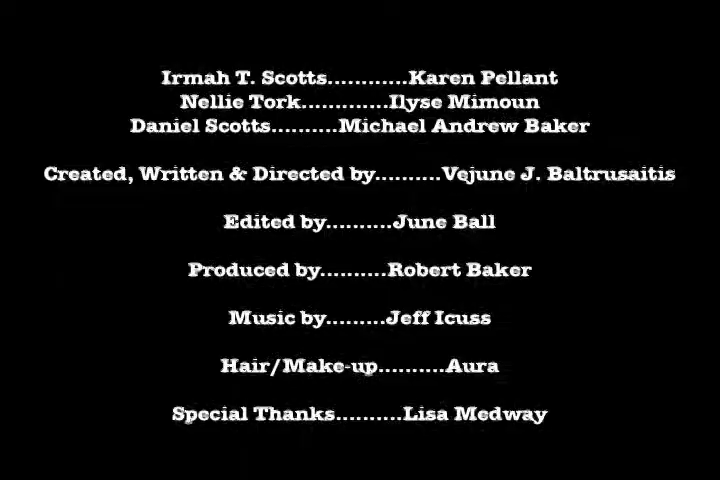 Irmah T. Scotts............Karen Pellant
Nellie Tork.............Ilyse Mimoun
Daniel Scotts..........Michael Andrew Baker
Created, Written & Directed by..........Vejune J. Baltrusaitis
Edited by..........June Ball
Produced by..........Robert Baker
Music by.........Jeff Icuss
Hair/Make-up..........Aura
Special Thanks..........Lisa Medway